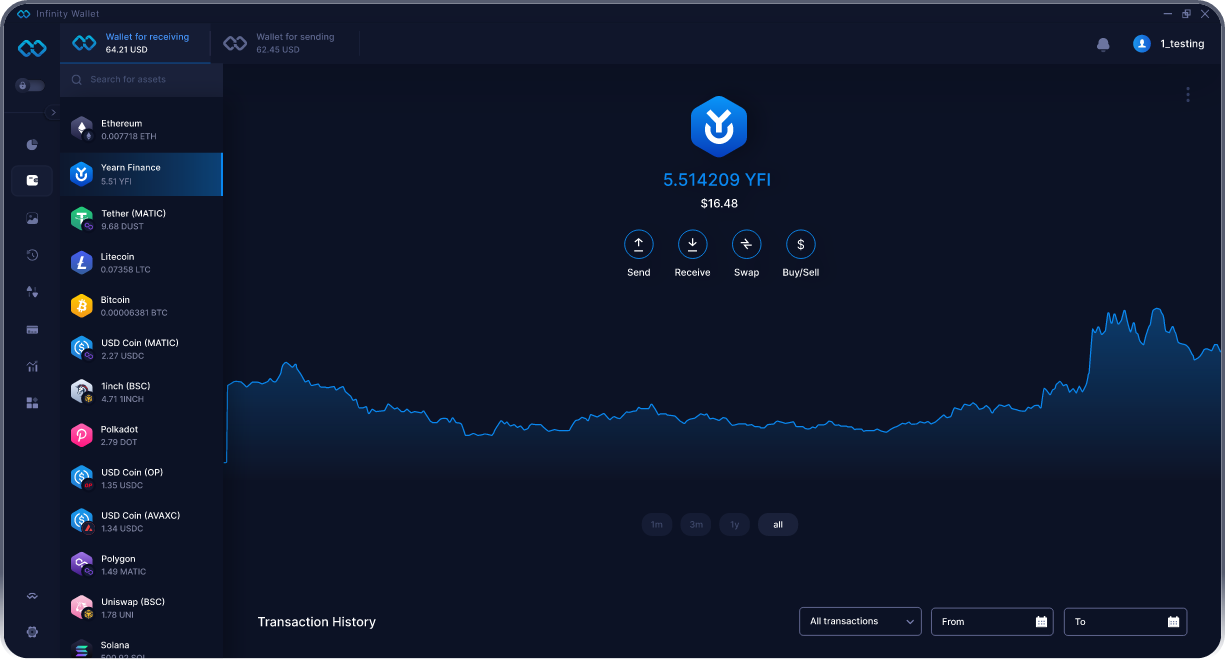 Infinity Wallet
Wallet for receiving
64.21 USD
Wallet for sending
62.45 USD
1_testing
Search for assets
Ethereum
0.007718 ETH
Yearn Finance
5.51 YFI
Tether (MATIC)
9.68 DUST
Litecoin
0.07358 LTC
Bitcoin
0.00006381 BTC
USD Coin (MATIC)
2.27 USDC
1inch (BSC)
4.71 1INCH
Polkadot
2.79 DOT
USD Coin (OP)
1.35 USDC
USD Coin (AVAXC)
1.34 USDC
Polygon
1.49 MATIC
Uniswap (BSC)
1.78 UNI
Solana
5.514209 YFI
$16.48
Send
Receive
Swap
Buy/Sell
1m
3m
1y
all
Transaction History
All transactions
From
To